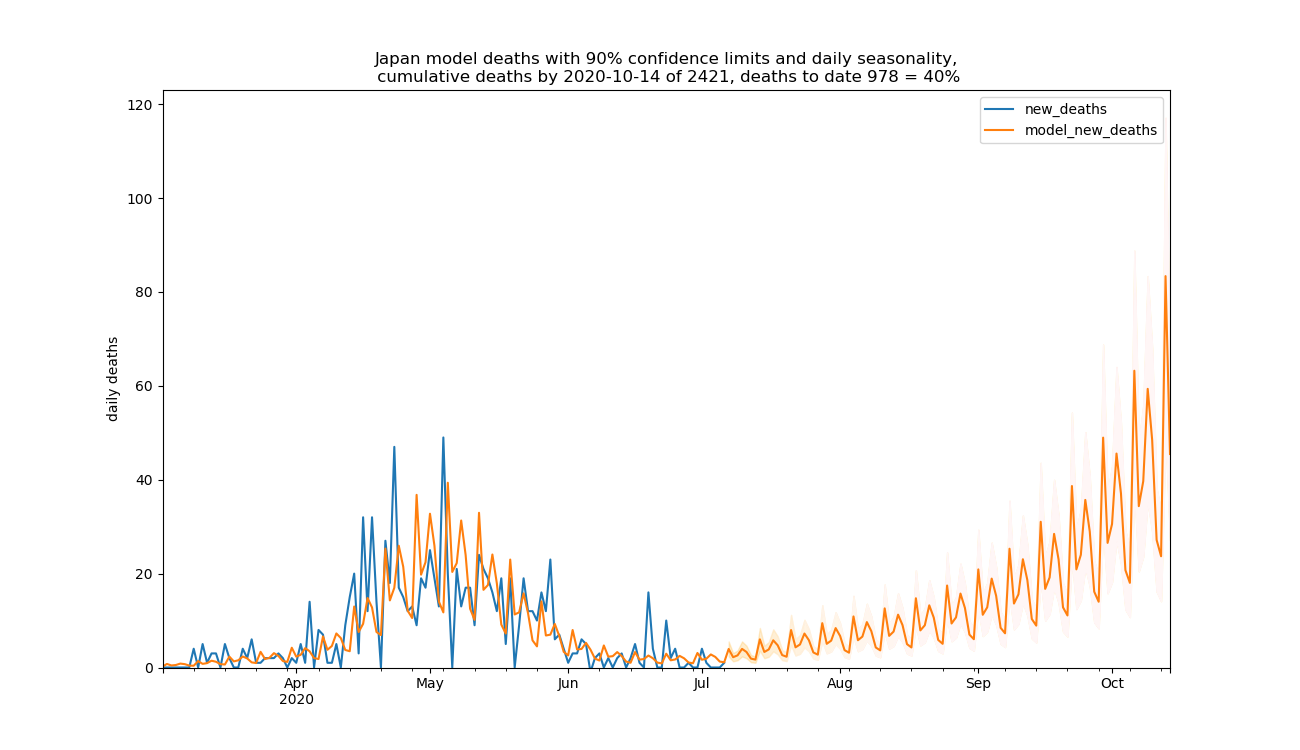 Japan model deaths with 90% confidence limits and daily seasonality,
cumulative deaths by 2020-10-14 of 2421, deaths to date 978 = 40%
new_deaths
model_new_deaths
daily deaths
120
100
80
60
40
20
0
Apr
2020
May
Jun
Jul
Aug
Sep
Oct